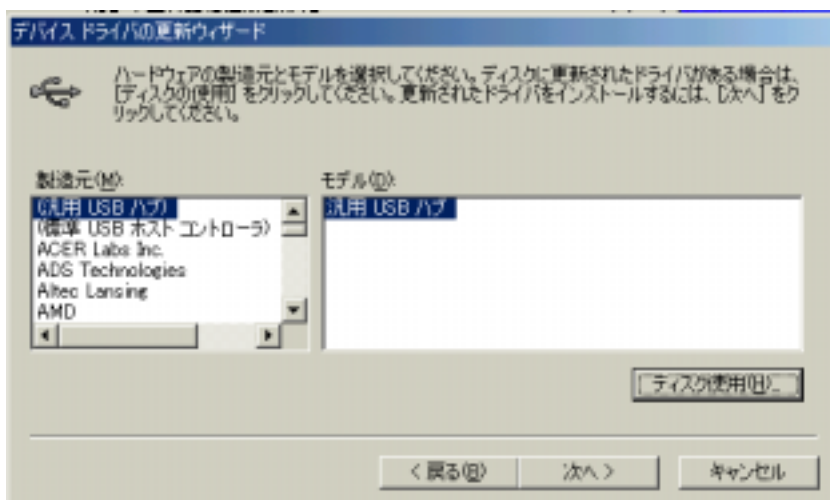 デバイス ドライバの更新ウィザード
ハードウェアの製造元とモデルを選択してください。ディスクに更新されたドライバがある場合は、
[ディスクの使用] をクリックしてください。更新されたドライバをインストールするには、[次へ] をク
リックしてください。
製造元(M):
モデル(D):
(汎用 USB ハブ)
(標準 USB ホスト コントローラ)
ACER Labs Inc.
ADS Technologies
Altec Lansing
AMD
汎用 USB ハブ
ディスク使用(H)...
< 戻る(B)
次へ >
キャンセル